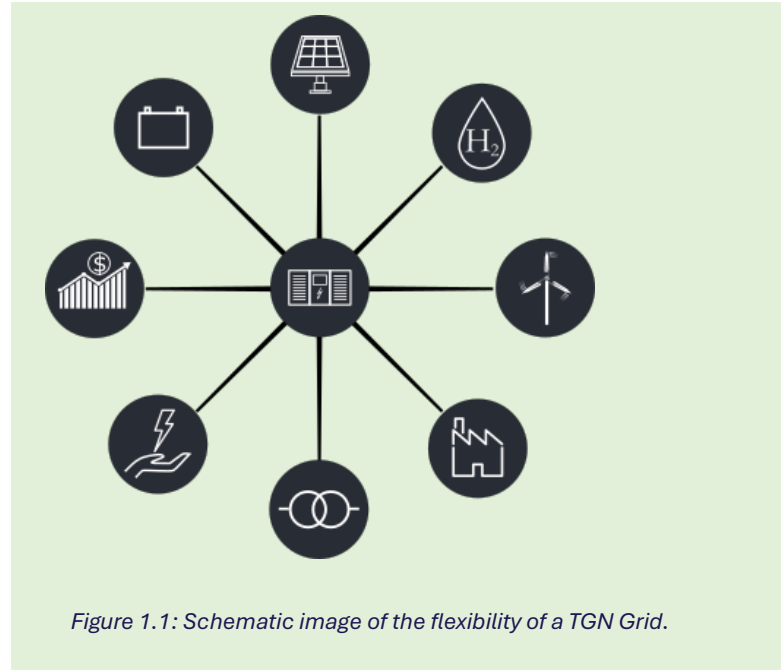 H₂
$
Figure 1.1: Schematic image of the flexibility of a TGN Grid.